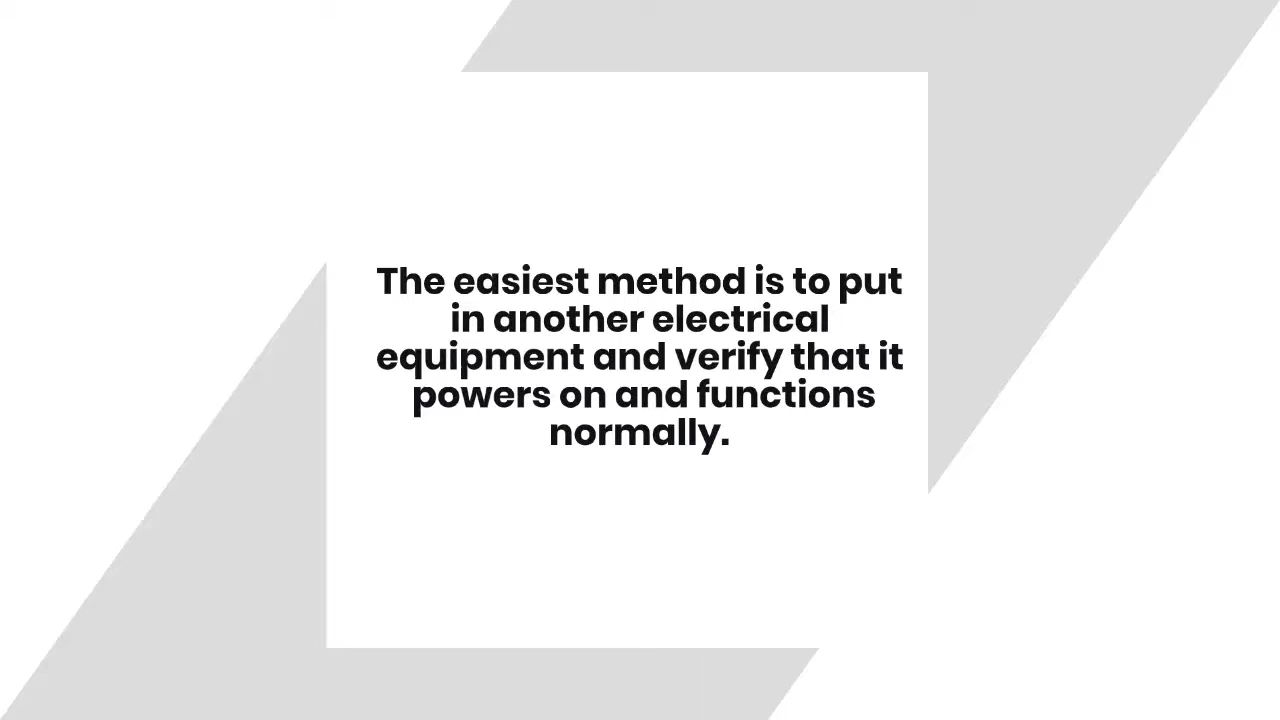 The easiest method is to put
in another electrical
equipment and verify that it
powers on and functions
normally.